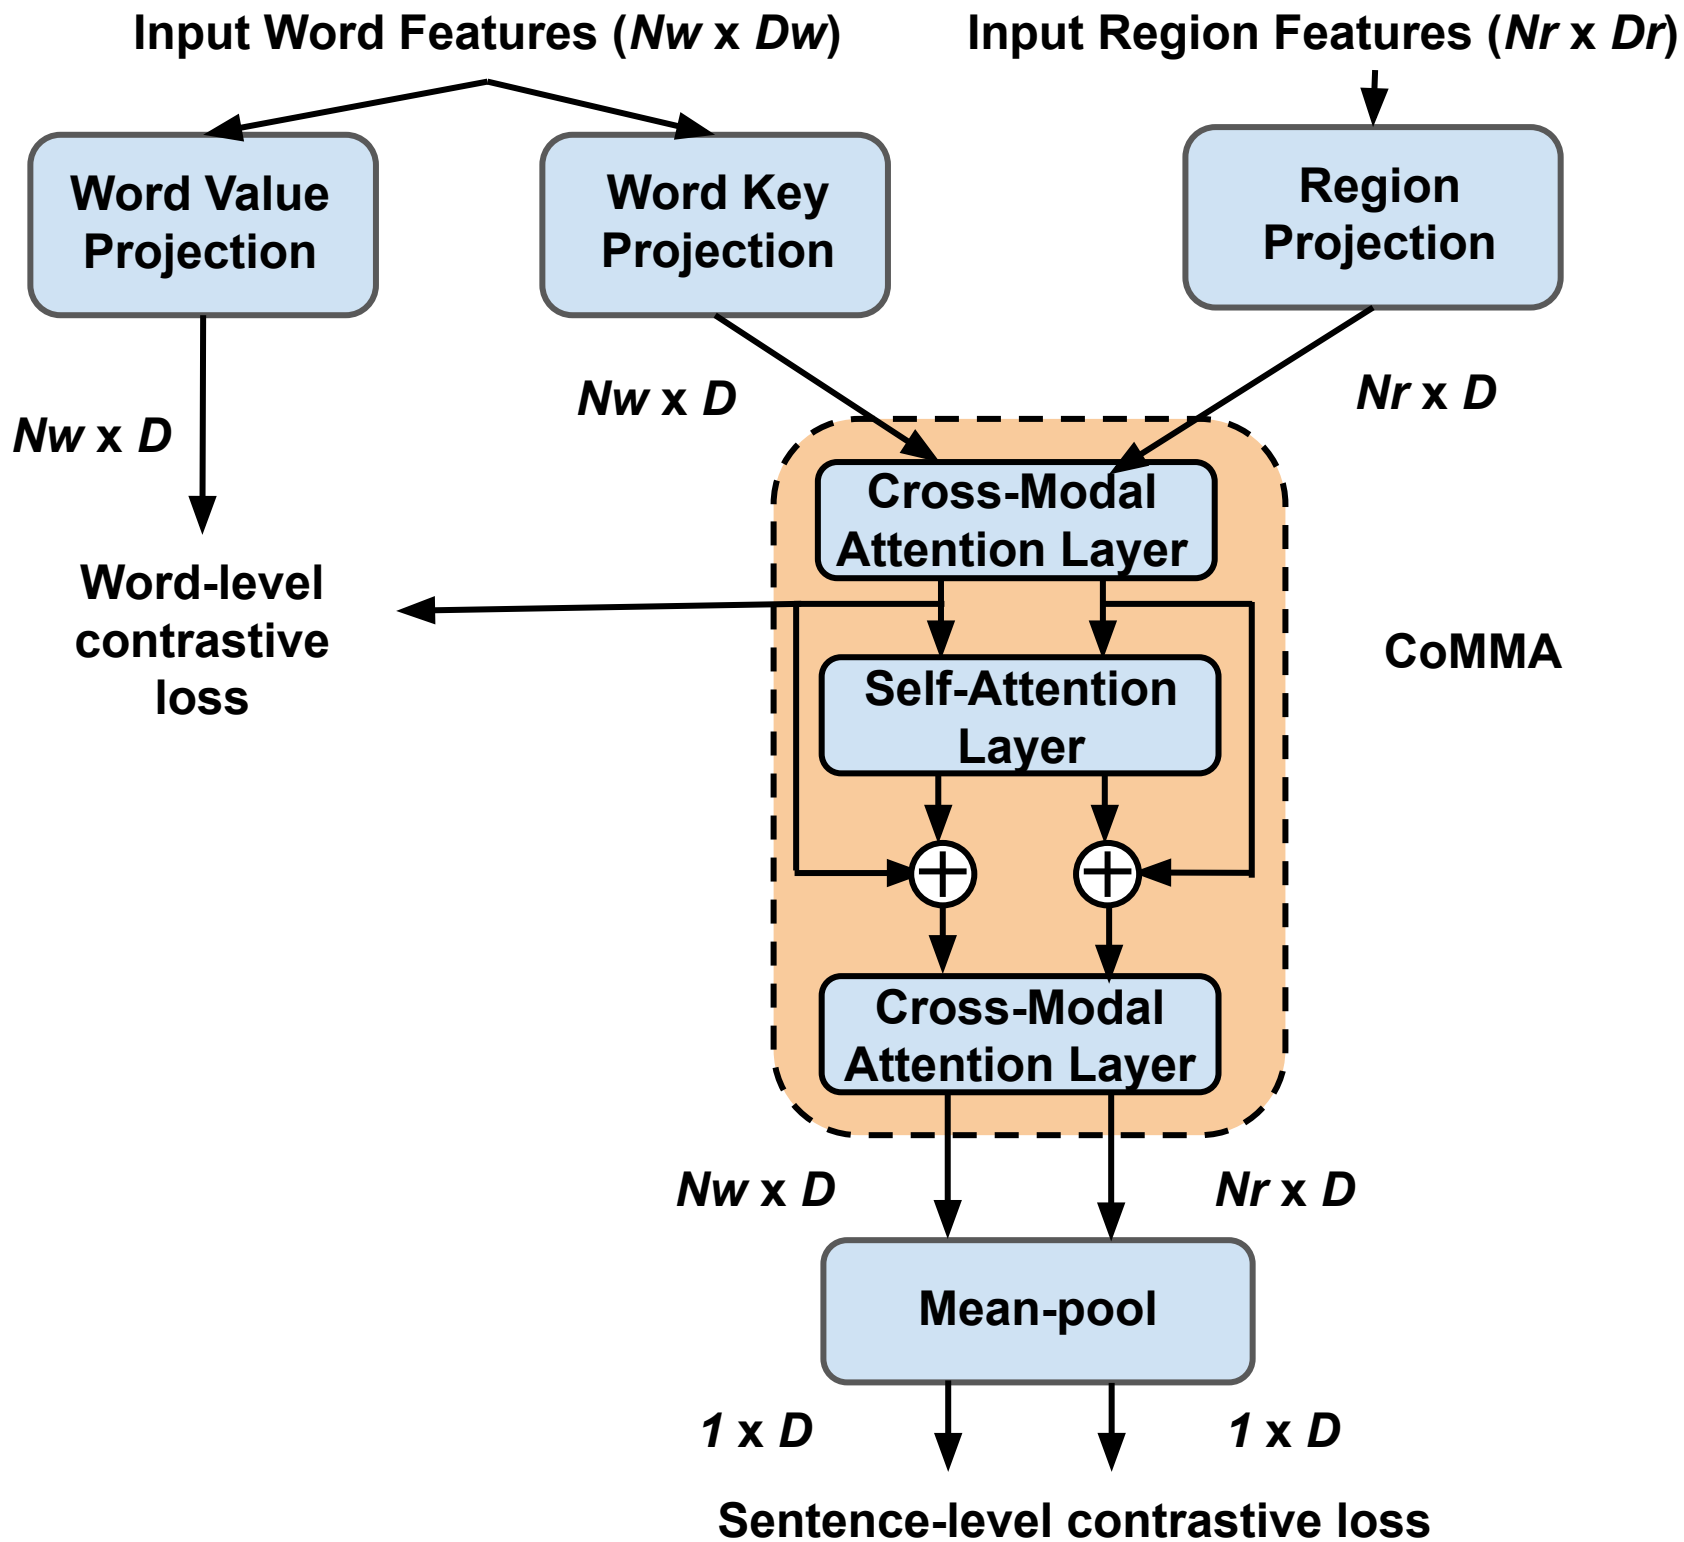 Input Word Features (Nw x Dw)
Input Region Features (Nr x Dr)
Word Value
Projection
Word Key
Projection
Region
Projection
Nw x D
Nw x D
Nr x D
Cross-Modal
Attention Layer
Word-level
contrastive
loss
CoMMA
Self-Attention
Layer
Cross-Modal
Attention Layer
Nw x D
Nr x D
Mean-pool
1 x D
1 x D
Sentence-level contrastive loss